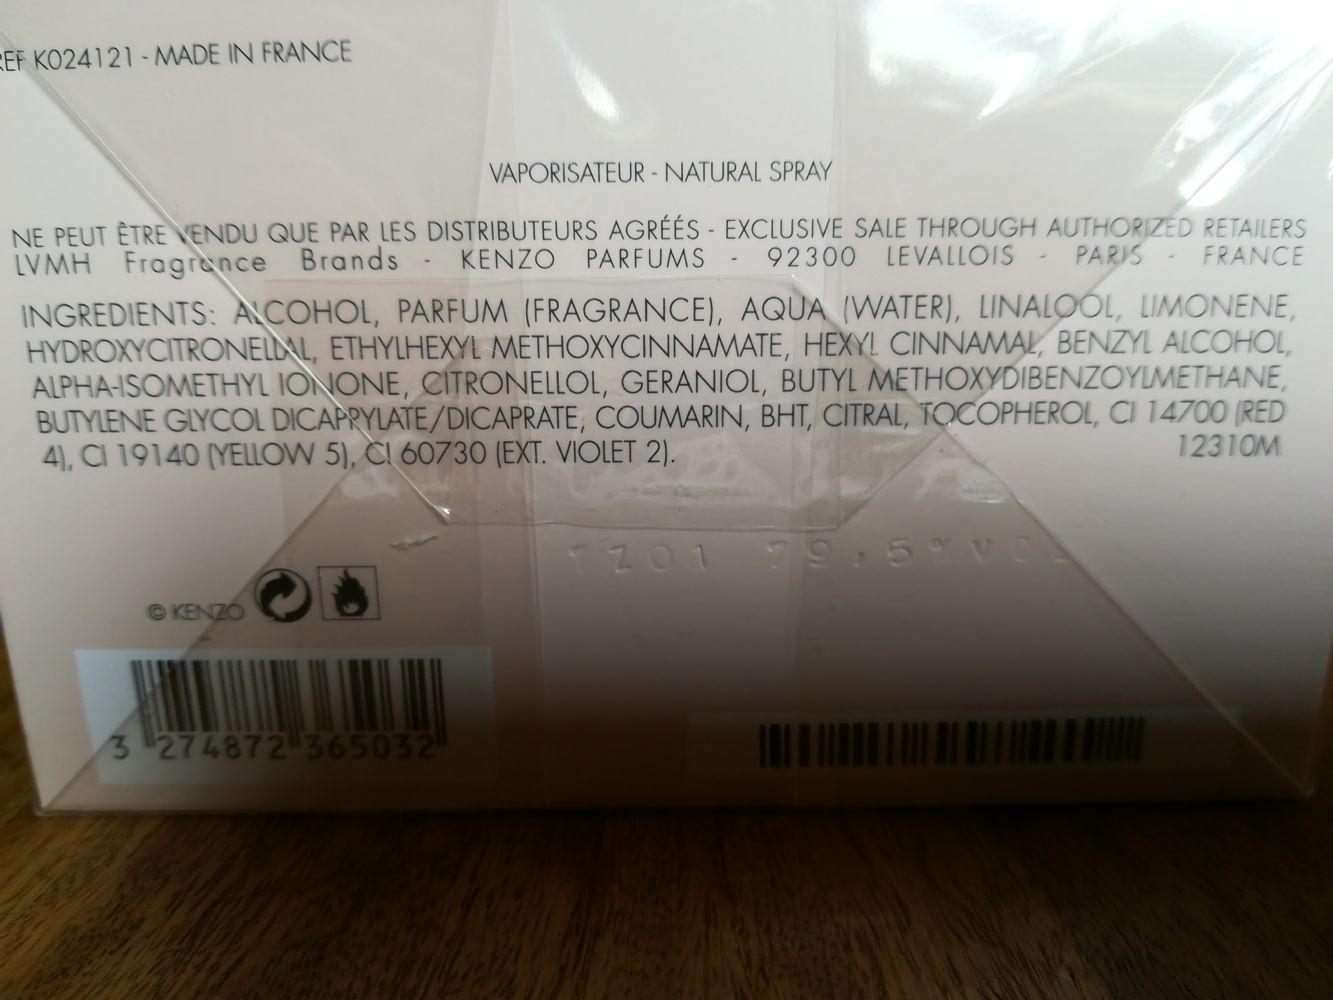 REF K024121 - MADE IN FRANCE
VAPORISATEUR - NATURAL SPRAY
NE PEUT ÊTRE VENDU QUE PAR LES DISTRIBUTEURS AGRÉÉS - EXCLUSIVE SALE THROUGH AUTHORIZED RETAILERS
LVMH Fragrance Brands - KENZO PARFUMS - 92300 LEVALLOIS - PARIS - FRANCE
INGREDIENTS: ALCOHOL, PARFUM (FRAGRANCE), AQUA (WATER), LINALOOL, LIMONENE,
HYDROXYCITRONELLAL, ETHYLHEXYL METHOXYCINNAMATE, HEXYL CINNAMAL, BENZYL ALCOHOL,
ALPHA-ISOMETHYL IONONE, CITRONELLOL, GERANIOL, BUTYL METHOXYDIBENZOYLMETHANE,
BUTYLENE GLYCOL DICAPRYLATE/DICAPRATE, COUMARIN, BHT, CITRAL, TOCOPHEROL, CI 14700 (RED
4), CI 19140 (YELLOW 5), CI 60730 (EXT. VIOLET 2). 12310M
© KENZO
3 274872 365032